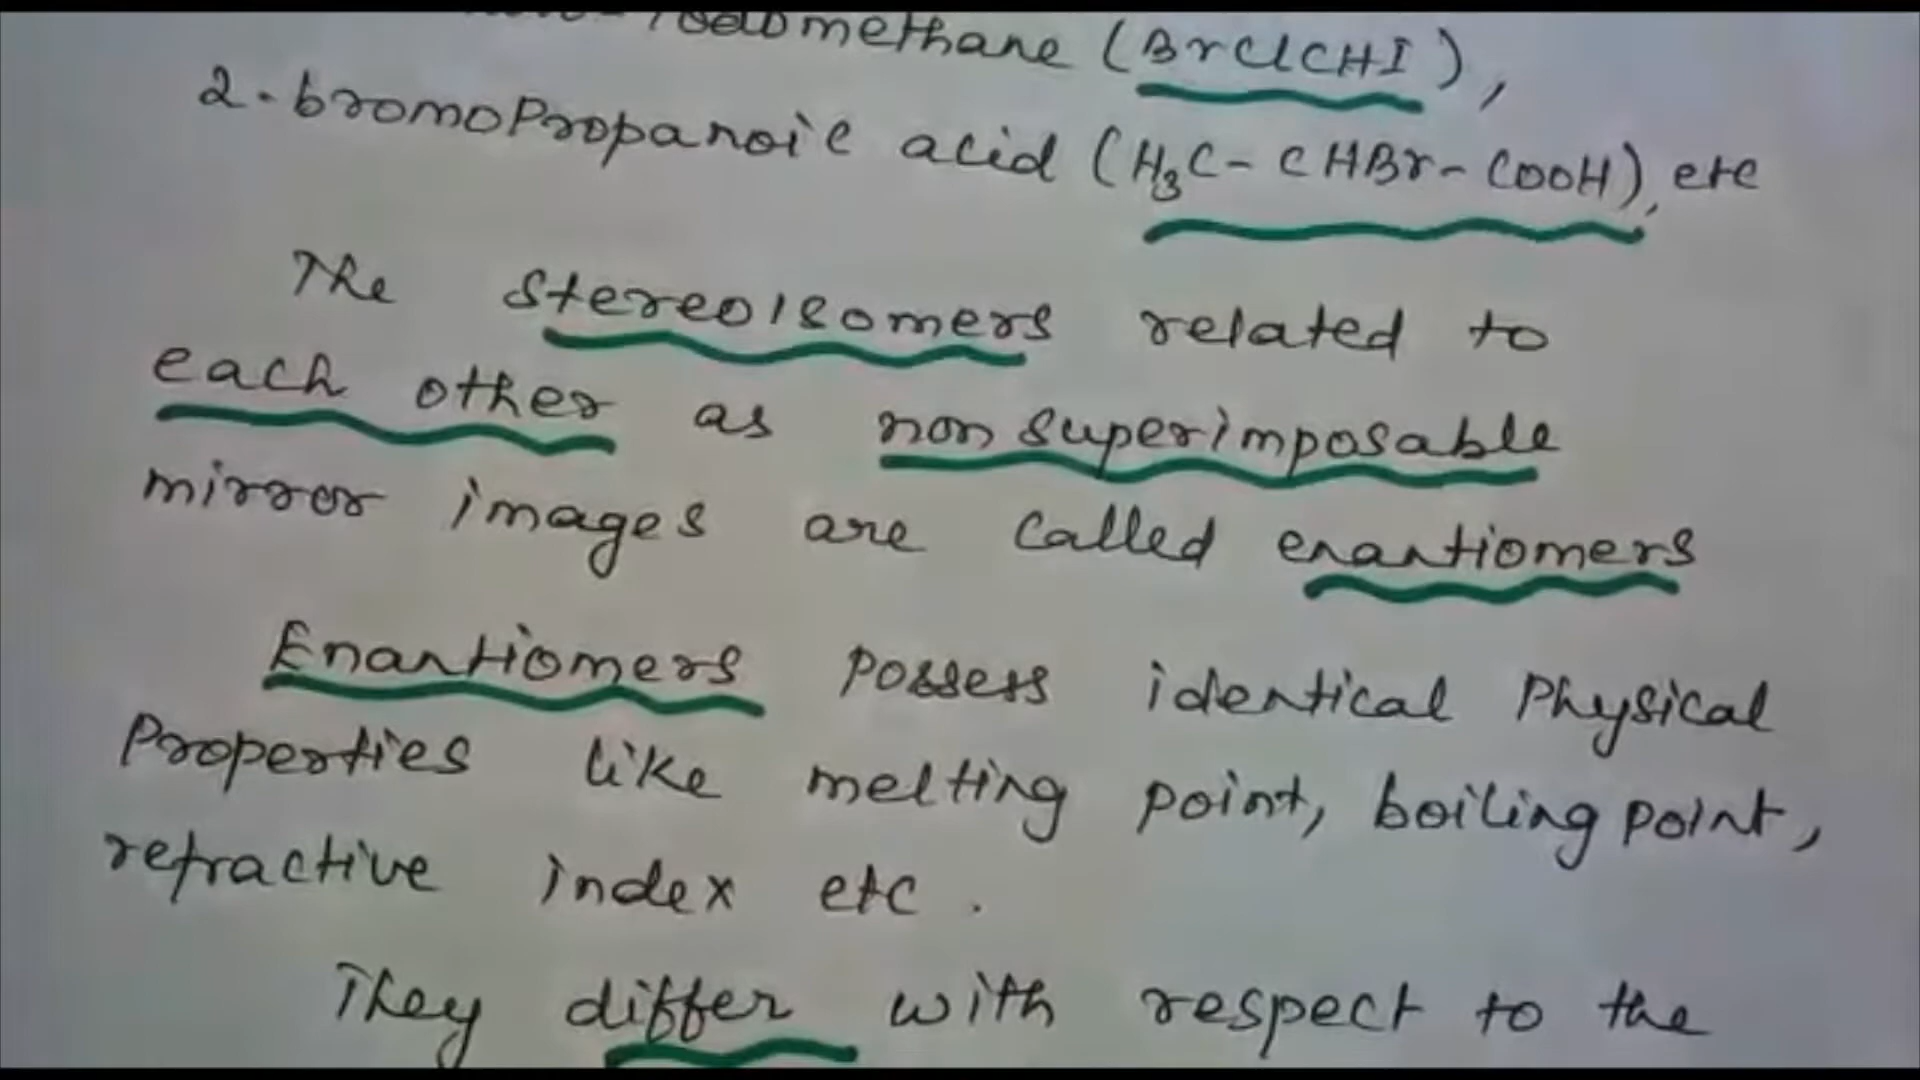 Iodomethane (BrClCHI),
2-bromoPropanoic acid (H₃C-CHBr-COOH), etc
The Stereoisomers related to
each other as non superimposable
mirror images are called enantiomers
Enantiomers possess identical Physical
Properties like melting point, boiling point,
refractive index etc.
They differ with respect to the